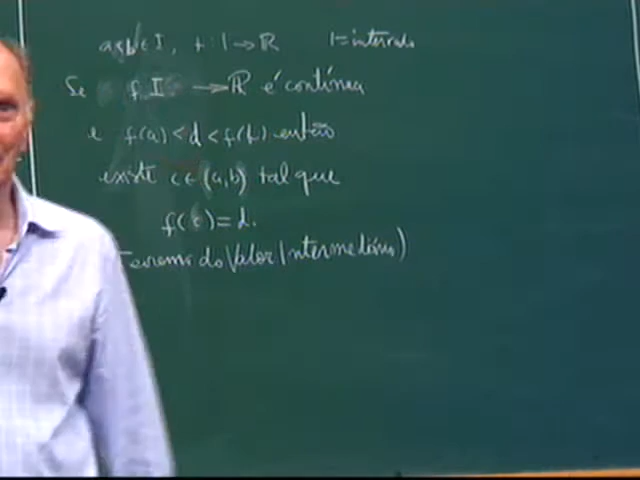 a<b∈I, f: I → ℝ I = intervalo
Se f: I → ℝ é contínua
e f(a) < d < f(b) então
existe c ∈ (a,b) tal que
f(c) = d.
Teorema do Valor Intermediário)